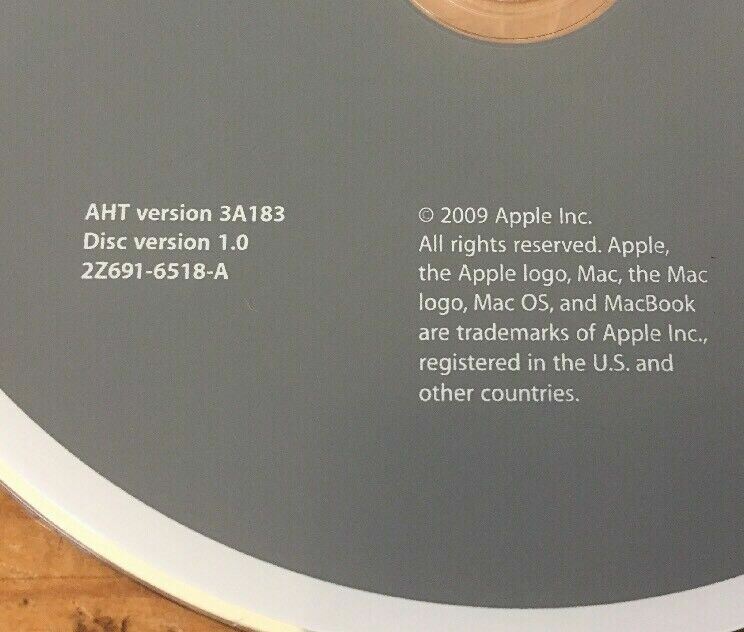 AHT version 3A183
Disc version 1.0
2Z691-6518-A
© 2009 Apple Inc.
All rights reserved. Apple,
the Apple logo, Mac, the Mac
logo, Mac OS, and MacBook
are trademarks of Apple Inc.,
registered in the U.S. and
other countries.